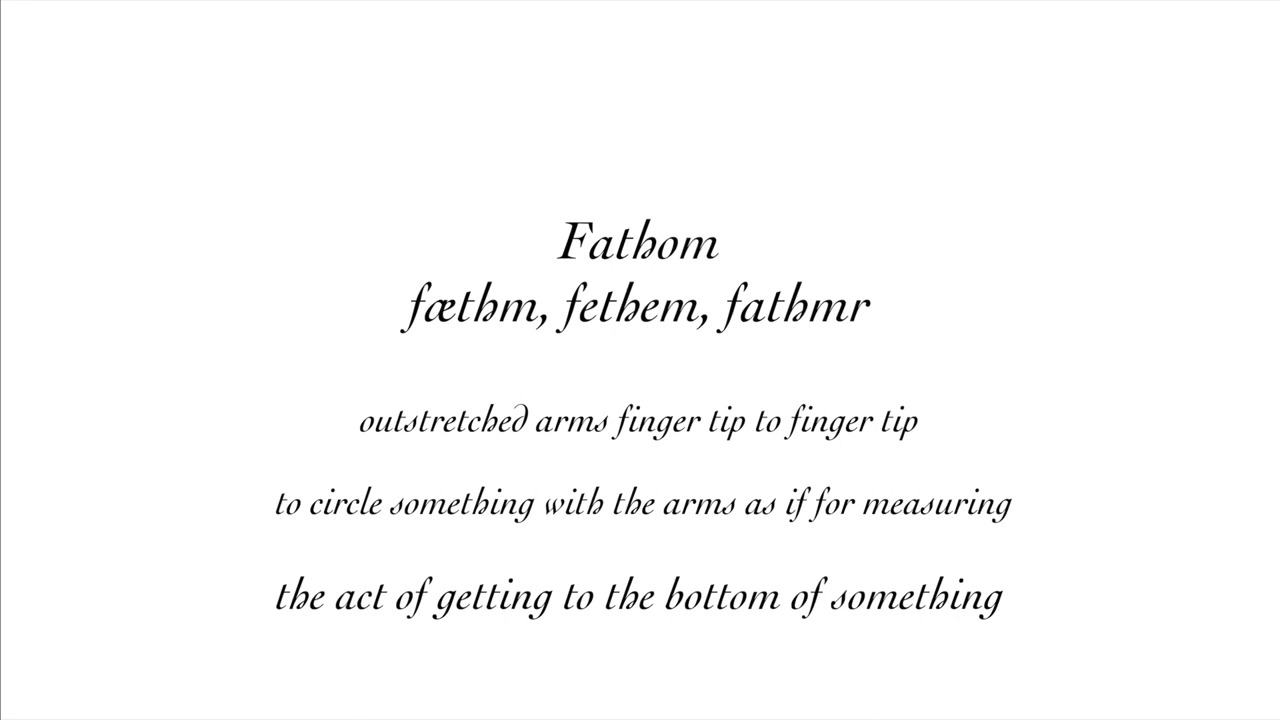 Fathom
fæthm, fethem, fathmr
outstretched arms finger tip to finger tip
to circle something with the arms as if for measuring
the act of getting to the bottom of something